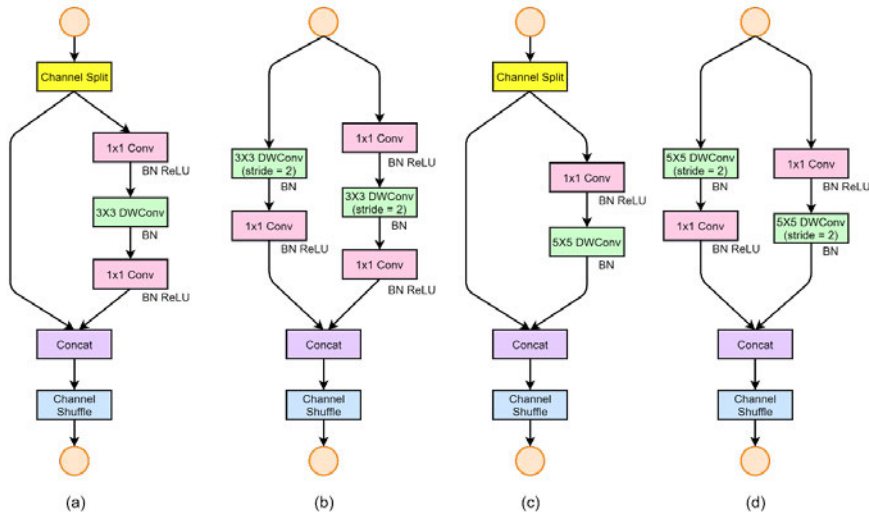 Channel Split
1x1 Conv
BN ReLU
3X3 DWConv
BN
1x1 Conv
BN ReLU
Concat
Channel
Shuffle
(a)
3X3 DWConv
(stride = 2)
BN
1x1 Conv
BN ReLU
1x1 Conv
BN ReLU
3X3 DWConv
(stride = 2)
BN
1x1 Conv
BN ReLU
Concat
Channel
Shuffle
(b)
Channel Split
1x1 Conv
BN ReLU
5X5 DWConv
BN
Concat
Channel
Shuffle
(c)
5X5 DWConv
(stride = 2)
BN
1x1 Conv
BN ReLU
1x1 Conv
BN ReLU
5X5 DWConv
(stride = 2)
BN
Concat
Channel
Shuffle
(d)